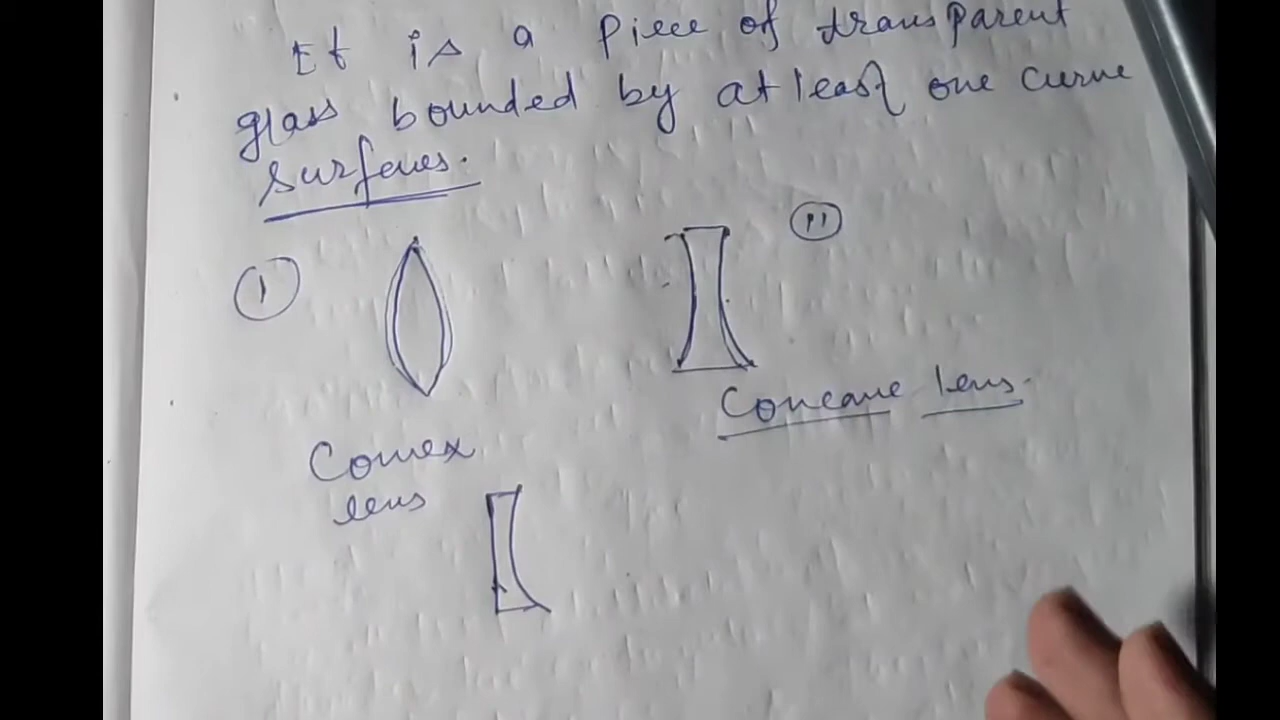 It is a piece of transparent
glass bounded by at least one curve
surfaces.
I
II
Concave lens.
Convex
lens